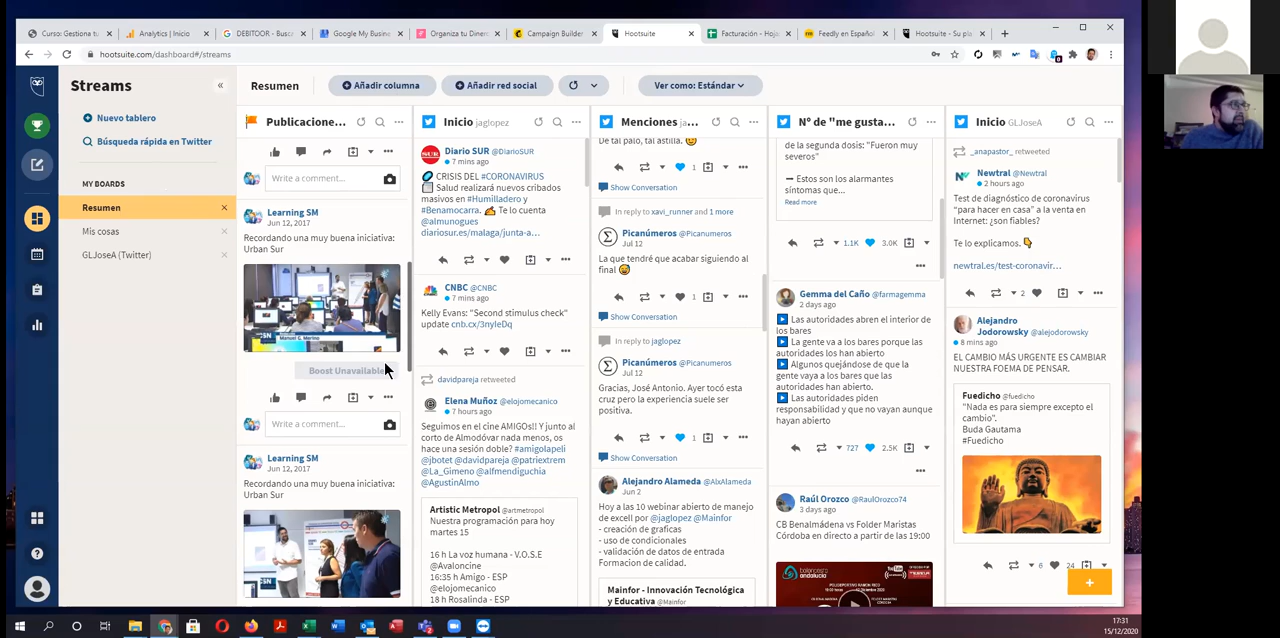 Curso: Gestiona tu
Analytics | Inicio
DEBITOOR - Busc
Google My Busine
Organiza tu Diner
Campaign Builder
Hootsuite
Facturación - Hoja
Feedly en Español
Hootsuite - Su pla
hootsuite.com/dashboard#/streams
Streams
«
Nuevo tablero
Búsqueda rápida en Twitter
MY BOARDS
Resumen
Mis cosas
GLJoseA (Twitter)
Resumen
Añadir columna
Añadir red social
Ver como: Estándar
Publicacione...
Write a comment...
Learning SM
Jun 12, 2017
Recordando una muy buena iniciativa:
Urban Sur
Boost Unavailable
Write a comment...
Learning SM
Jun 12, 2017
Recordando una muy buena iniciativa:
Urban Sur
Inicio jaglopez
Diario SUR @DiarioSUR
7 mins ago
CRISIS DEL #CORONAVIRUS
Salud realizará nuevos cribados
masivos en #Humilladero y
#Benamocarra. Te lo cuenta
@almunogues
diariosur.es/malaga/junta-a...
CNBC @CNBC
7 mins ago
Kelly Evans: "Second stimulus check"
update cnb.cx/3nyIeDq
davidpareja retweeted
Elena Muñoz @elojomecanico
7 hours ago
Seguimos en el cine AMIGOS!! Y junto al
corto de Almodóvar NADA menos, os
hace una sesión doble? #amigolapeli
@jbotet @davidpareja @patriextrem
@La_Gimeno @alfmendiguchia
@AgustinAlmo
Artistic Metropol @artmetropol
Nuestra programación para hoy
martes 15
16 h La voz humana - V.O.S.E
@Avaloncine
16:35 h Amigo - ESP
@elojomecanico
18 h Rosalinda - ESP
Menciones ja...
De tal palo, tal astilla.
1
Show Conversation
In reply to xavi_runner and 1 more
Picanúmeros @Picanumeros
Jul 12
La que tendré que acabar siguiendo al
final
1
Show Conversation
In reply to jaglopez
Picanúmeros @Picanumeros
Jul 12
Gracias, José Antonio. Ayer tocó esta
cruz pero la experiencia suele ser
positiva.
1
Show Conversation
Alejandro Alameda @AlxAlameda
Jun 2
Hoy a las 10 webinar abierto de manejo
de excell por @jaglopez @Mainfor
- creación de graficas
- uso de condicionales
- validación de datos de entrada
Formacion de calidad.
Mainfor - Innovación Tecnológica
y Educativa @Mainfor
Nº de "me gusta...
de la segunda dosis: "Fueron muy
severos"
Estos son los alarmantes
síntomas que...
Read more
1.1K
3.0K
Gemma del Caño @farmagemma
2 days ago
Las autoridades abren el interior de
los bares
La gente va a los bares porque las
autoridades los han abierto
Algunos quejándose de que la
gente vaya a los bares que las
autoridades han abierto.
Las autoridades piden
responsabilidad y que no vayan aunque
hayan abierto
727
2.5K
Raúl Orozco @RaulOrozco74
3 days ago
CB Benalmádena vs Folder Maristas
Córdoba en directo a partir de las 19:00
Inicio GLJoseA
_anapastor_ retweeted
Newtral @Newtral
2 hours ago
Test de diagnóstico de coronavirus
"para hacer en casa" a la venta en
Internet: ¿son fiables?
Te lo explicamos.
newtral.es/test-coronavir...
2
Alejandro
Jodorowsky @alejodorowsky
8 mins ago
EL CAMBIO MÁS URGENTE ES CAMBIAR
NUESTRA FOEMA DE PENSAR.
Fuedicho @fuedicho
"Nada es para siempre excepto el
cambio".
Buda Gautama
#Fuedicho
6
24
+
17:31
15/12/2020